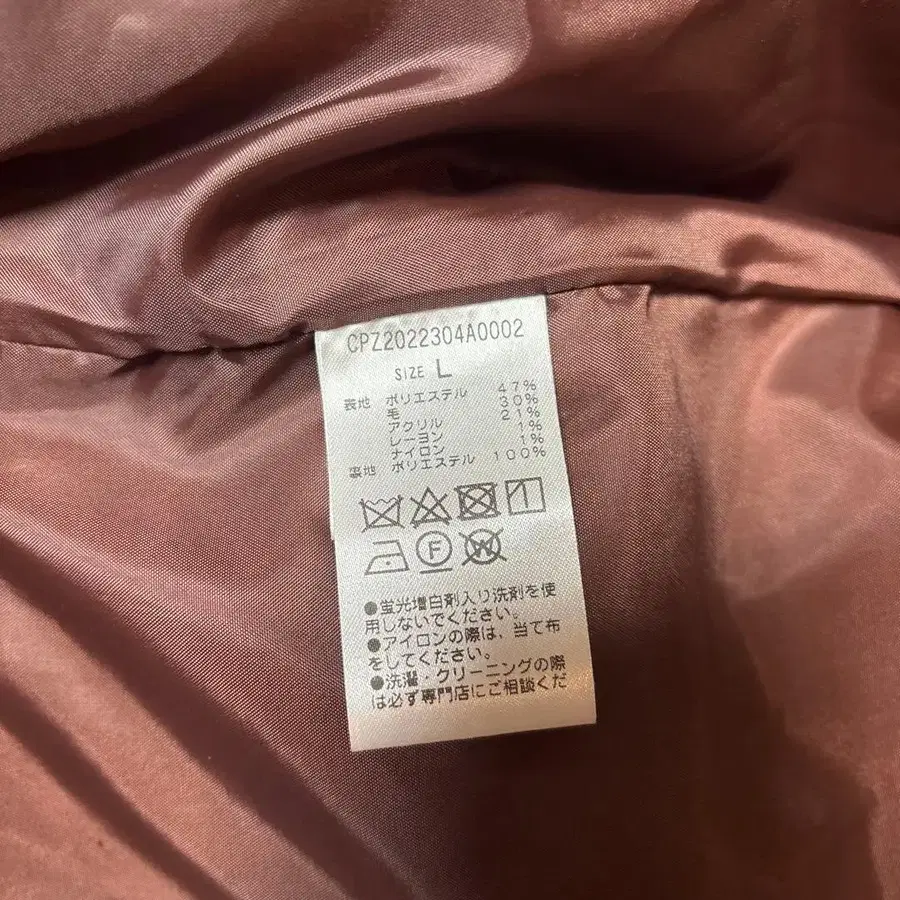 CPZ2022304A0002
SIZE L
表地 ポリエステル 47%
毛 30%
アクリル 21%
レーヨン 1%
ナイロン 1%
裏地 ポリエステル 100%
F W
●蛍光増白剤入り洗剤を使
用しないでください。
●アイロンの際は、当て布
をしてください。
●洗濯・クリーニングの際
は必ず専門店にご相談くだ